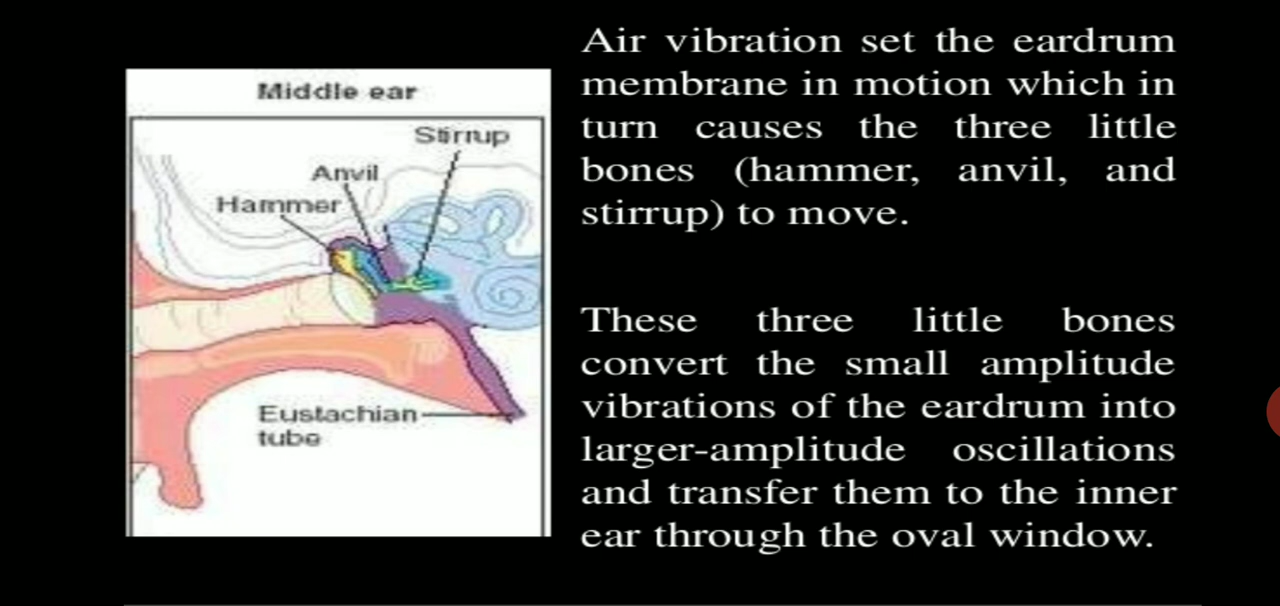 Middle ear
Stirrup
Anvil
Hammer
Eustachian
tube
Air vibration set the eardrum
membrane in motion which in
turn causes the three little
bones (hammer, anvil, and
stirrup) to move.
These three little bones
convert the small amplitude
vibrations of the eardrum into
larger-amplitude oscillations
and transfer them to the inner
ear through the oval window.